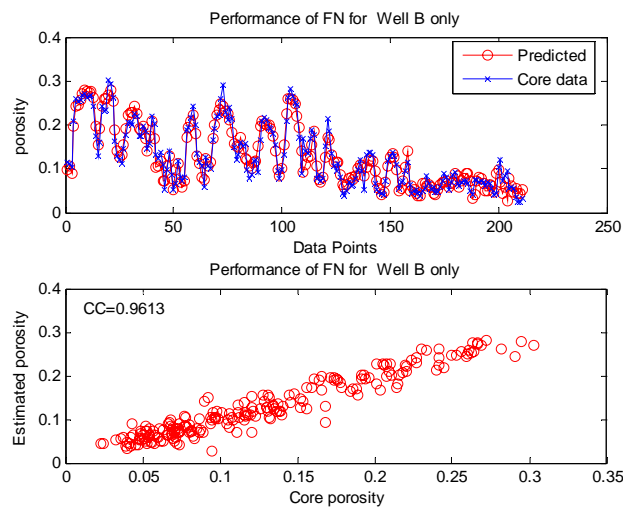 Performance of FN for Well B only
0.4
0.3
0.2
0.1
0
porosity
Predicted
Core data
0
50
100
150
200
250
Data Points
Performance of FN for Well B only
CC=0.9613
0.4
0.3
0.2
0.1
0
Estimated porosity
0
0.05
0.1
0.15
0.2
0.25
0.3
0.35
Core porosity